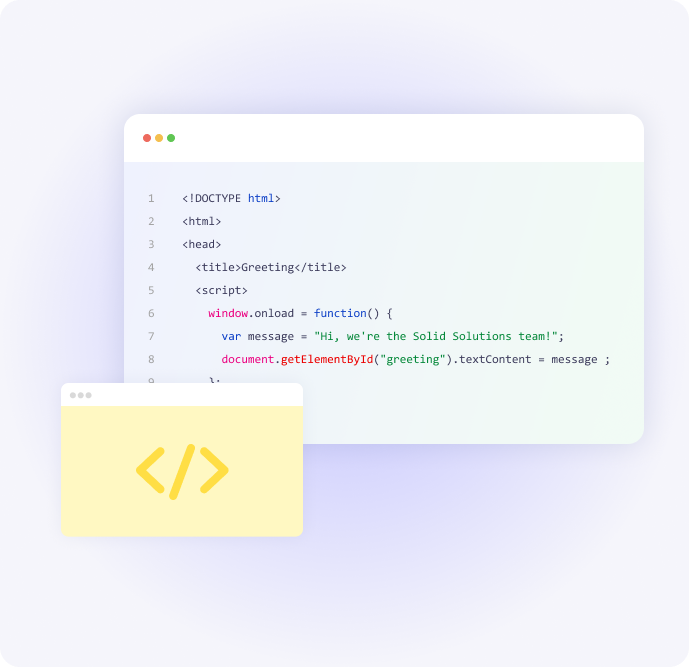 1 <!DOCTYPE html>
2 <html>
3 <head>
4 <title>Greeting</title>
5 <script>
6 window.onload = function() {
7 var message = "Hi, we're the Solid Solutions team!";
8 document.getElementById("greeting").textContent = message ;
9 };